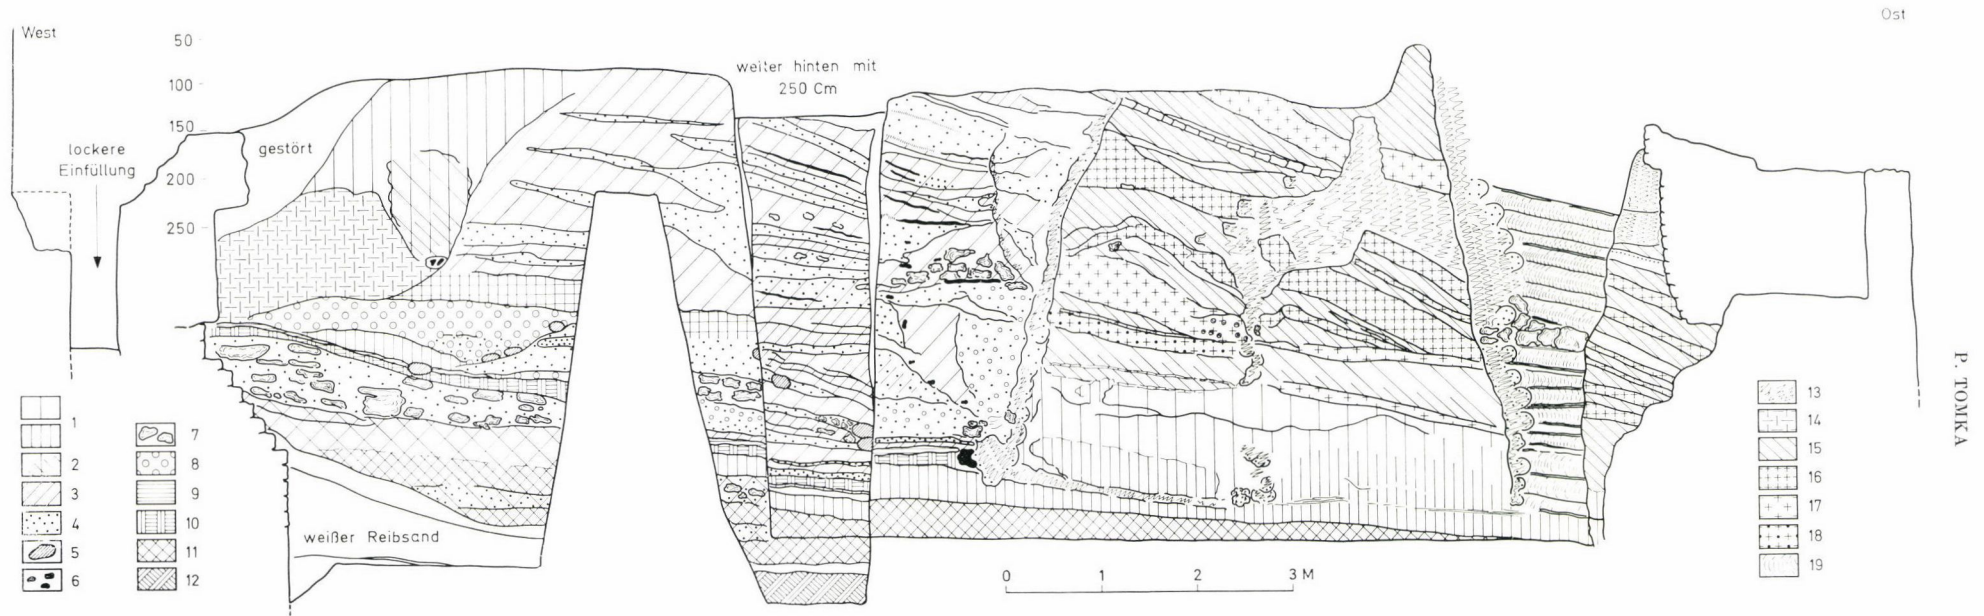 West
Ost
50
100
150
200
250
weiter hinten mit
250 Cm
gestört
lockere
Einfüllung
weißer Reibsand
1
2
3
4
5
6
7
8
9
10
11
12
0 1 2 3 M
13
14
15
16
17
18
19
P. TOMKA